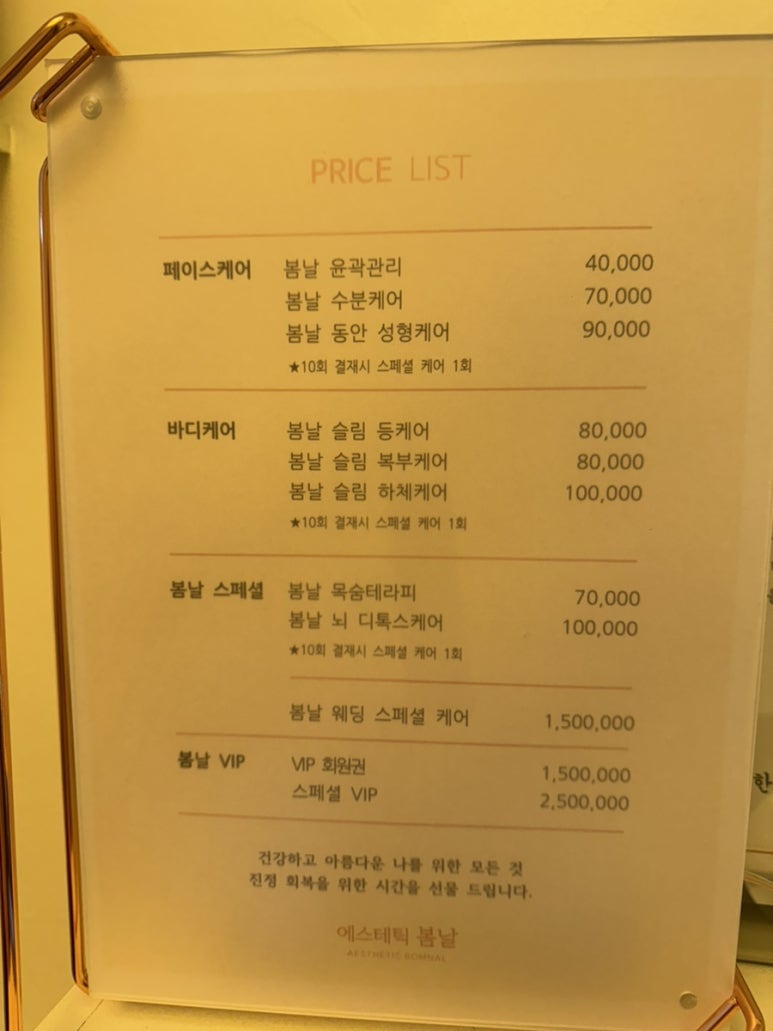 PRICE LIST
페이스케어 봄날 윤곽관리 40,000
봄날 수분케어 70,000
봄날 동안 성형케어 90,000
★10회 결재시 스페셜 케어 1회
바디케어 봄날 슬림 등케어 80,000
봄날 슬림 복부케어 80,000
봄날 슬림 하체케어 100,000
★10회 결재시 스페셜 케어 1회
봄날 스페셜 봄날 목숨테라피 70,000
봄날 뇌 디톡스케어 100,000
★10회 결재시 스페셜 케어 1회
봄날 웨딩 스페셜 케어 1,500,000
봄날 VIP VIP 회원권 1,500,000
스페셜 VIP 2,500,000
건강하고 아름다운 나를 위한 모든 것
진정 회복을 위한 시간을 선물 드립니다.
에스테틱 봄날
AESTHETIC BOMNAL
한